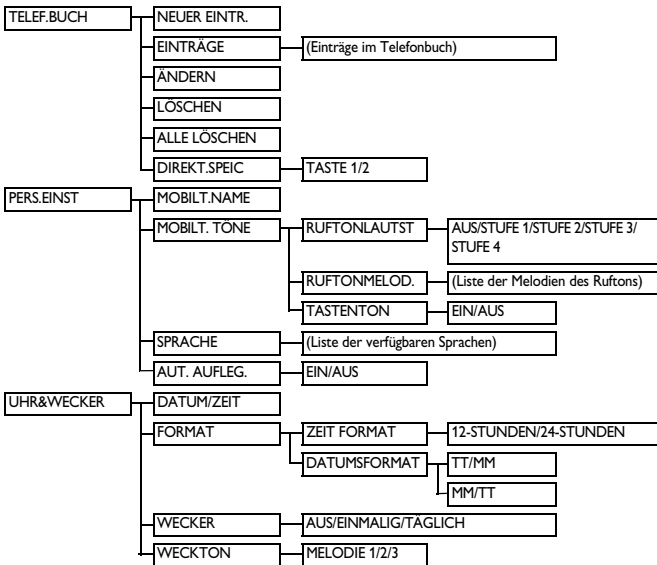 TELEF.BUCH
NEUER EINTR.
EINTRÄGE
(Einträge im Telefonbuch)
ÄNDERN
LÖSCHEN
ALLE LÖSCHEN
DIREKT.SPEIC
TASTE 1/2
PERS.EINST
MOBILT.NAME
MOBILT. TÖNE
RUFTONLAUTST
AUS/STUFE 1/STUFE 2/STUFE 3/
STUFE 4
RUFTONMELOD.
(Liste der Melodien des Ruftons)
TASTENTON
EIN/AUS
SPRACHE
(Liste der verfügbaren Sprachen)
AUT. AUFLEG.
EIN/AUS
UHR&WECKER
DATUM/ZEIT
FORMAT
ZEIT FORMAT
12-STUNDEN/24-STUNDEN
DATUMSFORMAT
TT/MM
MM/TT
WECKER
AUS/EINMALIG/TÄGLICH
WECKTON
MELODIE 1/2/3